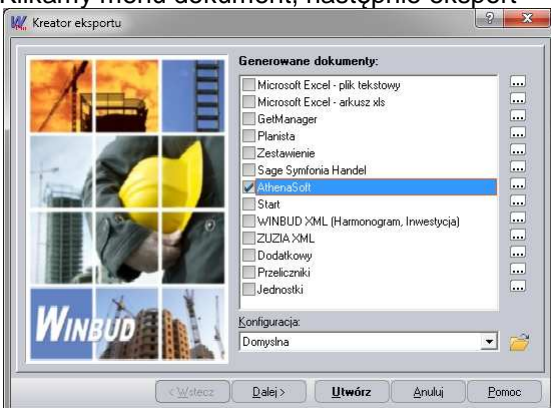 Klikamy menu dokument, następnie eksport
Kreator eksportu
Generowane dokumenty:
Microsoft Excel - plik tekstowy
Microsoft Excel - arkusz xls
GetManager
Planista
Zestawienie
Sage Symfonia Handel
AthenaSoft
Start
WINBUD XML (Harmonogram, Inwestycja)
ZUZIA XML
Dodatkowy
Przeliczniki
Jednostki
Konfiguracja:
Domyslna
WINBUD
< Wstecz Dalej > Utwórz Anuluj Pomoc